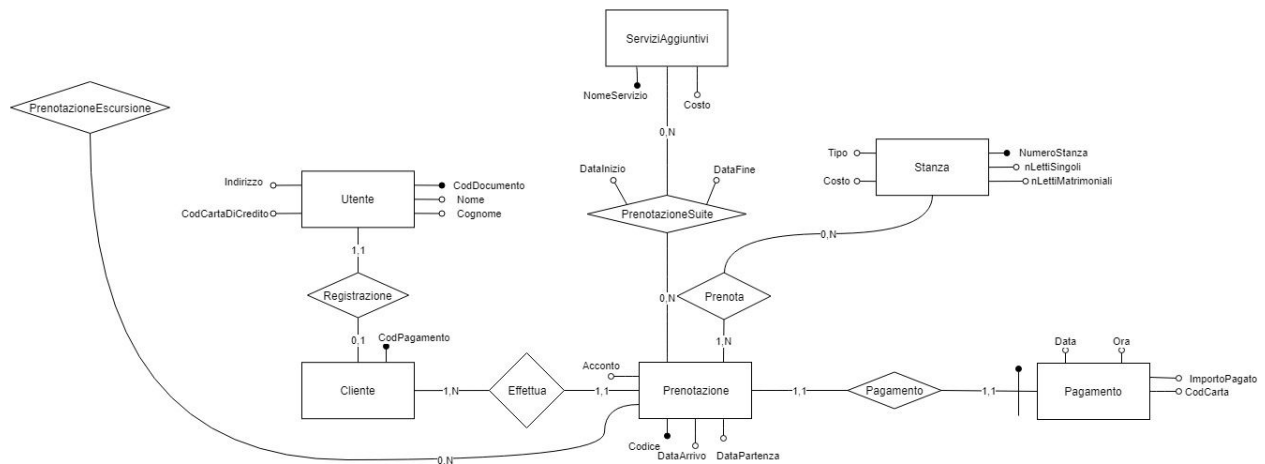 ServiziAggiuntivi
NomeServizio
Costo
PrenotazioneEscursione
0,N
Tipo
NumeroStanza
Stanza
nLettiSingoli
Costo
nLettiMatrimoniali
DataInizio
DataFine
Indirizzo
CodDocumento
Utente
Nome
CodCartaDiCredito
Cognome
PrenotazioneSuite
0,N
1,1
Registrazione
0,N
Prenota
0,1
CodPagamento
1,N
Data
Ora
Acconto
Cliente
1,N
Effettua
1,1
Prenotazione
1,1
Pagamento
1,1
Pagamento
ImportoPagato
CodCarta
Codice
DataArrivo
DataPartenza
0,N